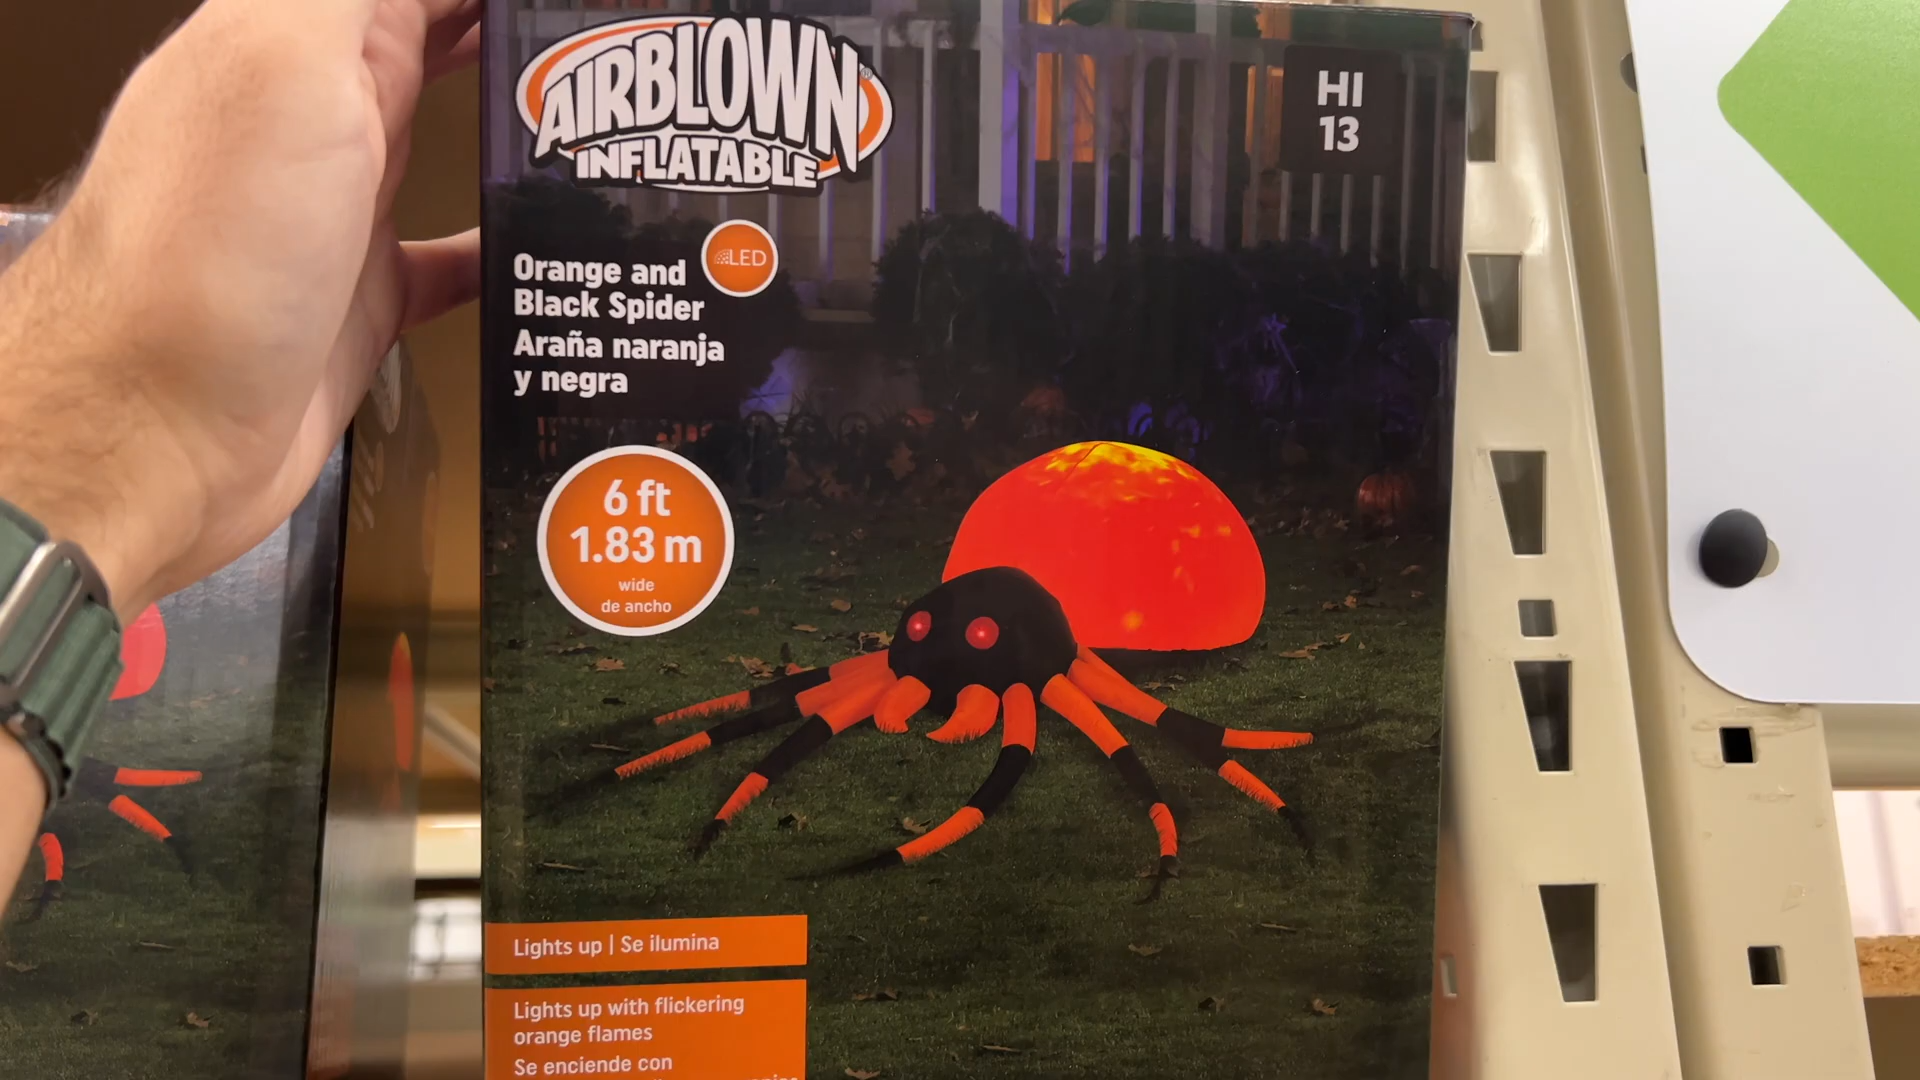 AIRBLOWN®
INFLATABLE
HI
13
LED
Orange and
Black Spider
Araña naranja
y negra
6 ft
1.83 m
wide
de ancho
Lights up | Se ilumina
Lights up with flickering
orange flames
Se enciende con